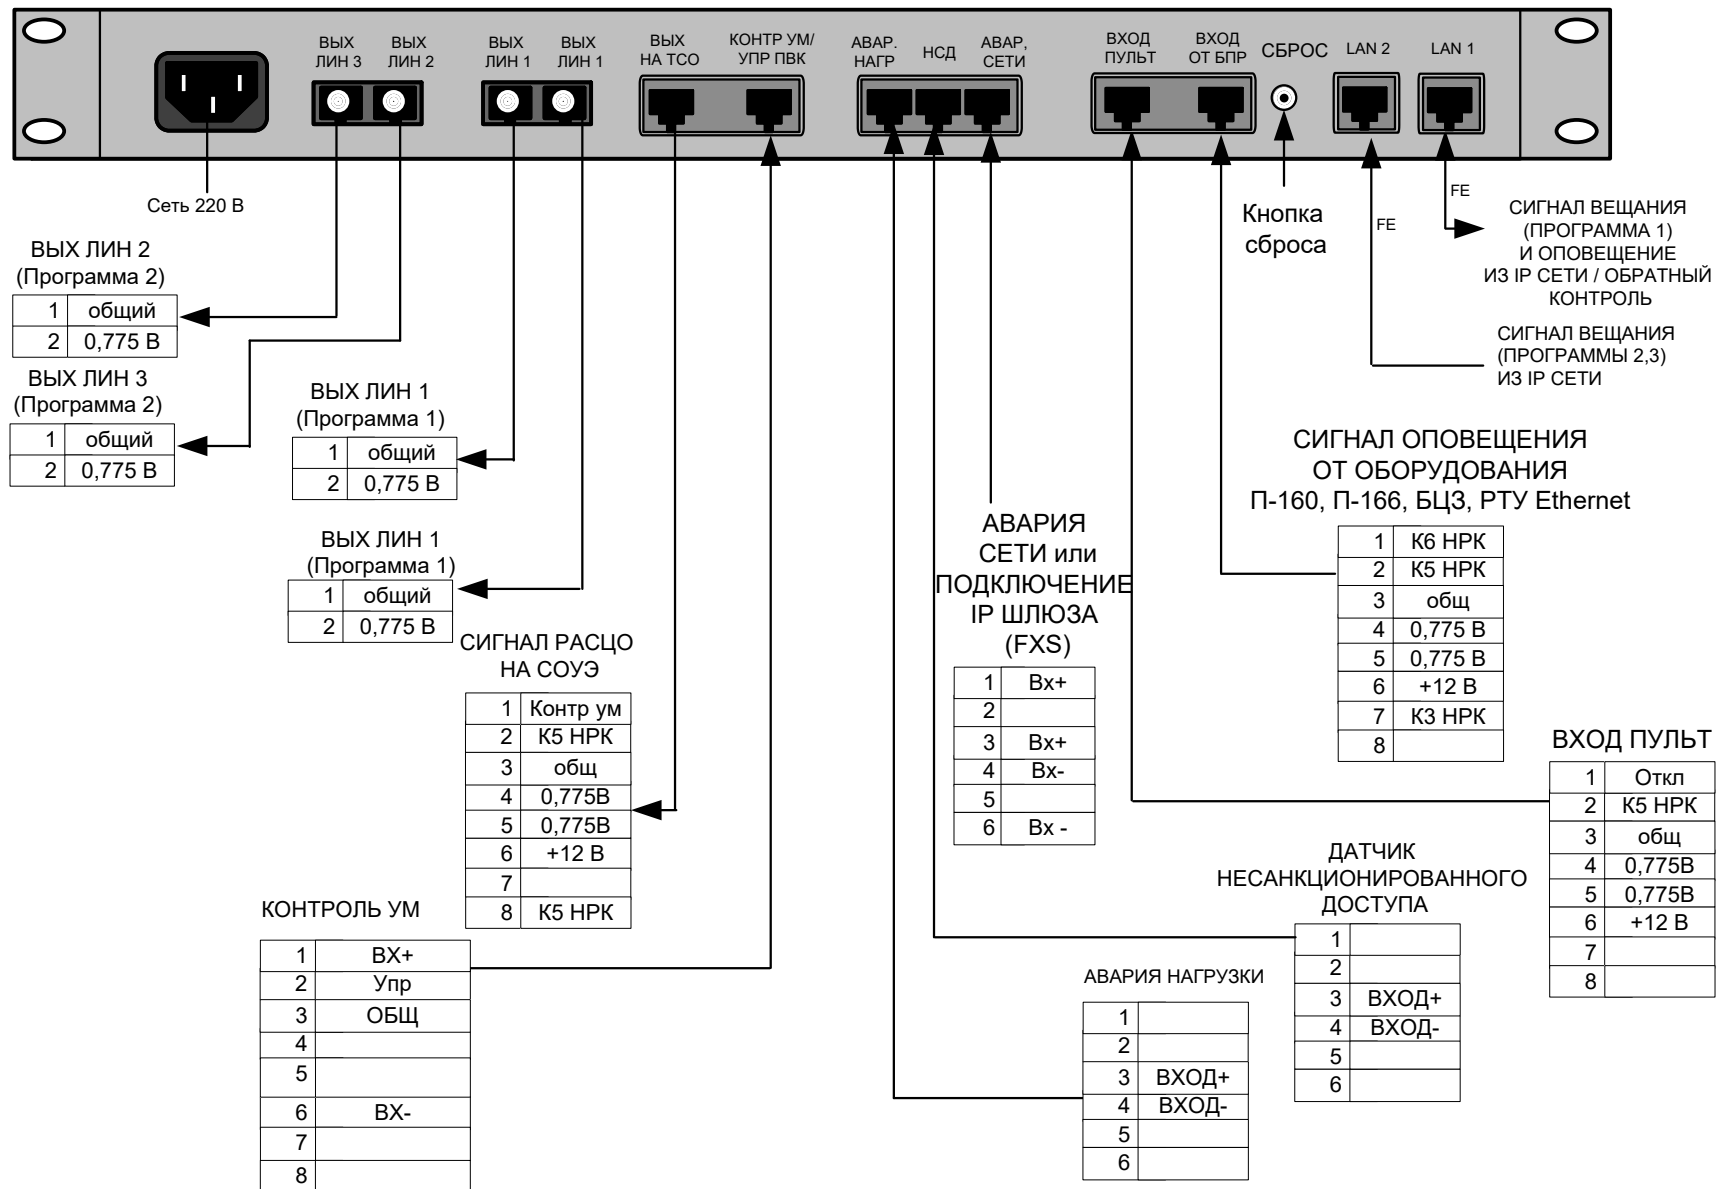 ВЫХ ЛИН 3
ВЫХ ЛИН 2
ВЫХ ЛИН 1
ВЫХ ЛИН 1
ВЫХ НА ТСО
КОНТР УМ/ УПР ПВК
АВАР. НАГР
НСД
АВАР, СЕТИ
ВХОД ПУЛЬТ
ВХОД ОТ БПР
СБРОС
LAN 2
LAN 1
Сеть 220 В
Кнопка
сброса
FE
FE
СИГНАЛ ВЕЩАНИЯ
(ПРОГРАММА 1)
И ОПОВЕЩЕНИЕ
ИЗ IP СЕТИ / ОБРАТНЫЙ
КОНТРОЛЬ
СИГНАЛ ВЕЩАНИЯ
(ПРОГРАММЫ 2,3)
ИЗ IP СЕТИ
ВЫХ ЛИН 2
(Программа 2)
1 общий
2 0,775 В
ВЫХ ЛИН 3
(Программа 2)
1 общий
2 0,775 В
ВЫХ ЛИН 1
(Программа 1)
1 общий
2 0,775 В
ВЫХ ЛИН 1
(Программа 1)
1 общий
2 0,775 В
СИГНАЛ РАСЦО
НА СОУЭ
1 Контр ум
2 К5 НРК
3 общ
4 0,775В
5 0,775В
6 +12 В
7
8 К5 НРК
КОНТРОЛЬ УМ
1 ВХ+
2 Упр
3 ОБЩ
4
5
6 ВХ-
7
8
АВАРИЯ
СЕТИ или
ПОДКЛЮЧЕНИЕ
IP ШЛЮЗА
(FXS)
1 Вх+
2
3 Вх+
4 Вх-
5
6 Вх -
СИГНАЛ ОПОВЕЩЕНИЯ
ОТ ОБОРУДОВАНИЯ
П-160, П-166, БЦЗ, РТУ Ethernet
1 К6 НРК
2 К5 НРК
3 общ
4 0,775 В
5 0,775 В
6 +12 В
7 К3 НРК
8
ВХОД ПУЛЬТ
1 Откл
2 К5 НРК
3 общ
4 0,775В
5 0,775В
6 +12 В
7
8
ДАТЧИК
НЕСАНКЦИОНИРОВАННОГО
ДОСТУПА
1
2
3 ВХОД+
4 ВХОД-
5
6
АВАРИЯ НАГРУЗКИ
1
2
3 ВХОД+
4 ВХОД-
5
6